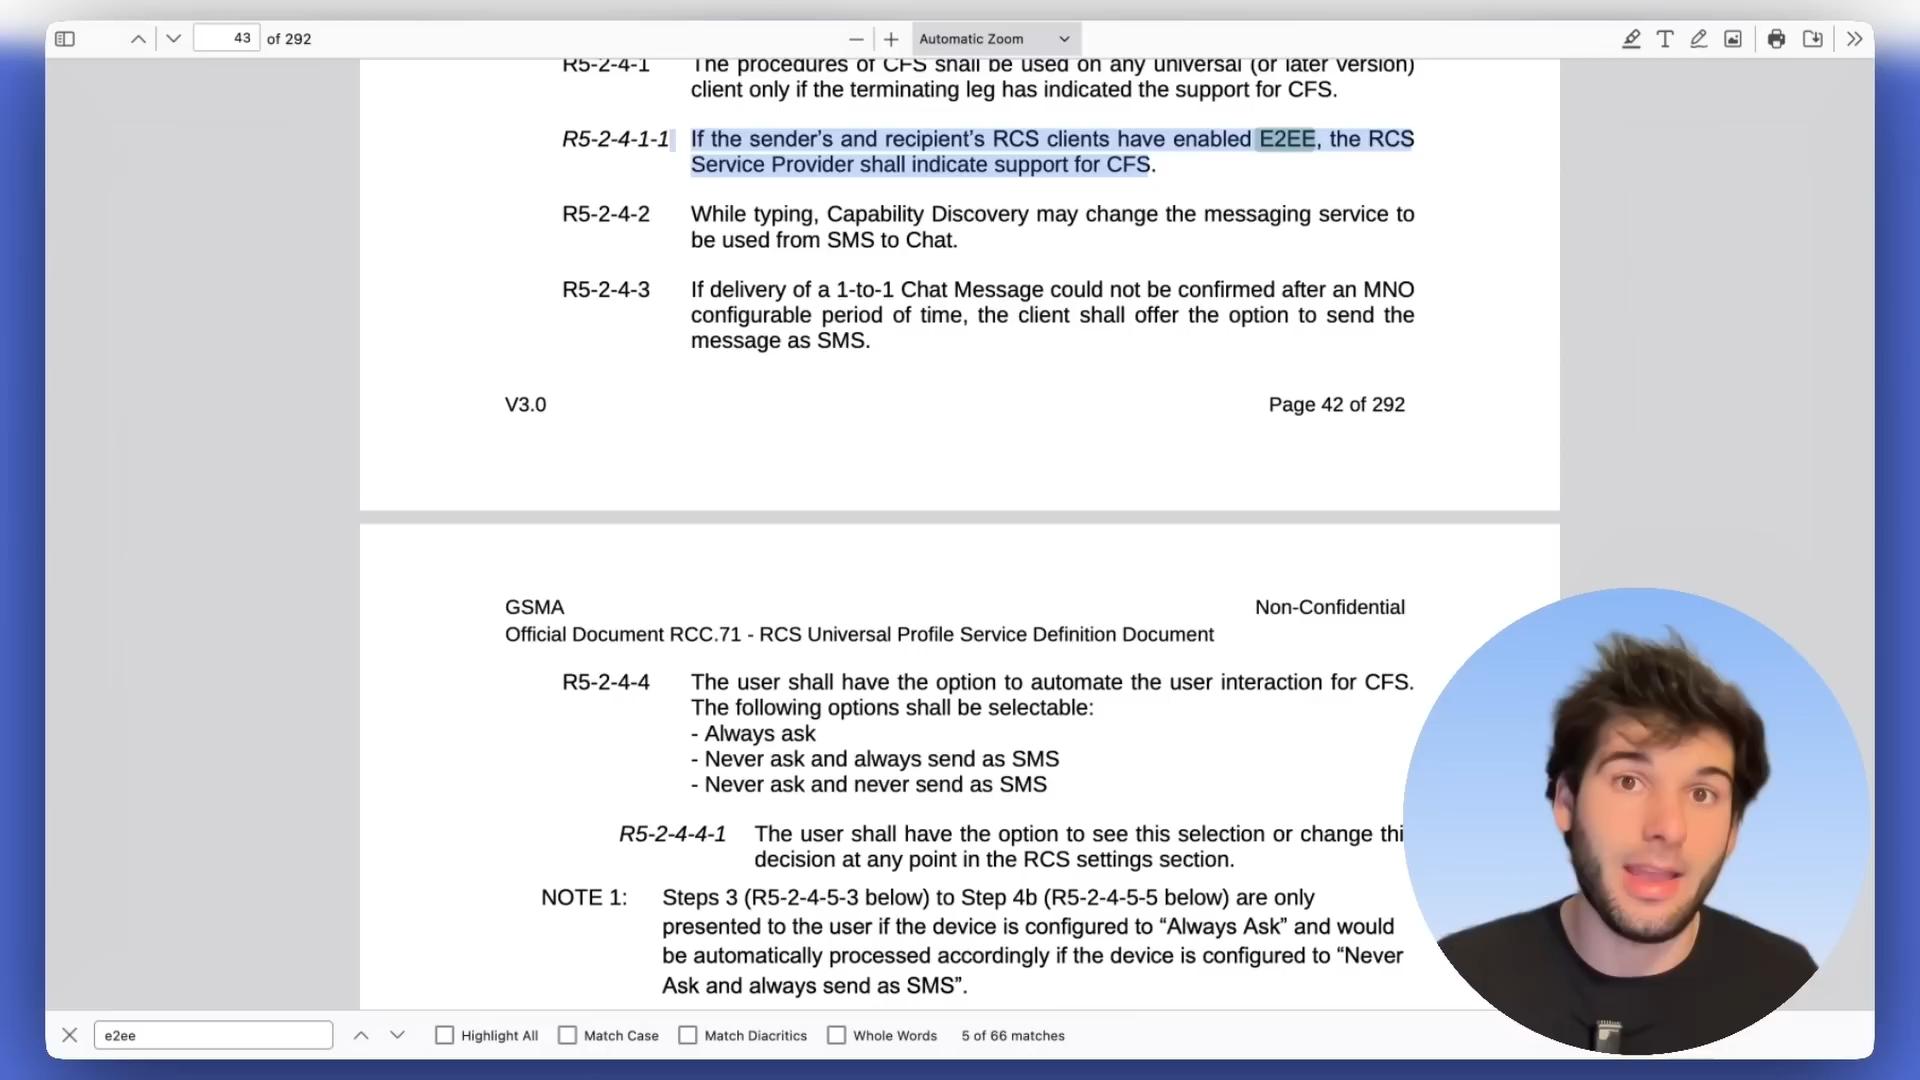 43 of 292
Automatic Zoom
R5-2-4-1 The procedures of CFS shall be used on any universal (or later version)
client only if the terminating leg has indicated the support for CFS.
R5-2-4-1-1 If the sender’s and recipient’s RCS clients have enabled E2EE, the RCS
Service Provider shall indicate support for CFS.
R5-2-4-2 While typing, Capability Discovery may change the messaging service to
be used from SMS to Chat.
R5-2-4-3 If delivery of a 1-to-1 Chat Message could not be confirmed after an MNO
configurable period of time, the client shall offer the option to send the
message as SMS.
V3.0 Page 42 of 292
GSMA Non-Confidential
Official Document RCC.71 - RCS Universal Profile Service Definition Document
R5-2-4-4 The user shall have the option to automate the user interaction for CFS.
The following options shall be selectable:
- Always ask
- Never ask and always send as SMS
- Never ask and never send as SMS
R5-2-4-4-1 The user shall have the option to see this selection or change thi
decision at any point in the RCS settings section.
NOTE 1: Steps 3 (R5-2-4-5-3 below) to Step 4b (R5-2-4-5-5 below) are only
presented to the user if the device is configured to “Always Ask” and would
be automatically processed accordingly if the device is configured to “Never
Ask and always send as SMS”.
e2ee Highlight All Match Case Match Diacritics Whole Words 5 of 66 matches